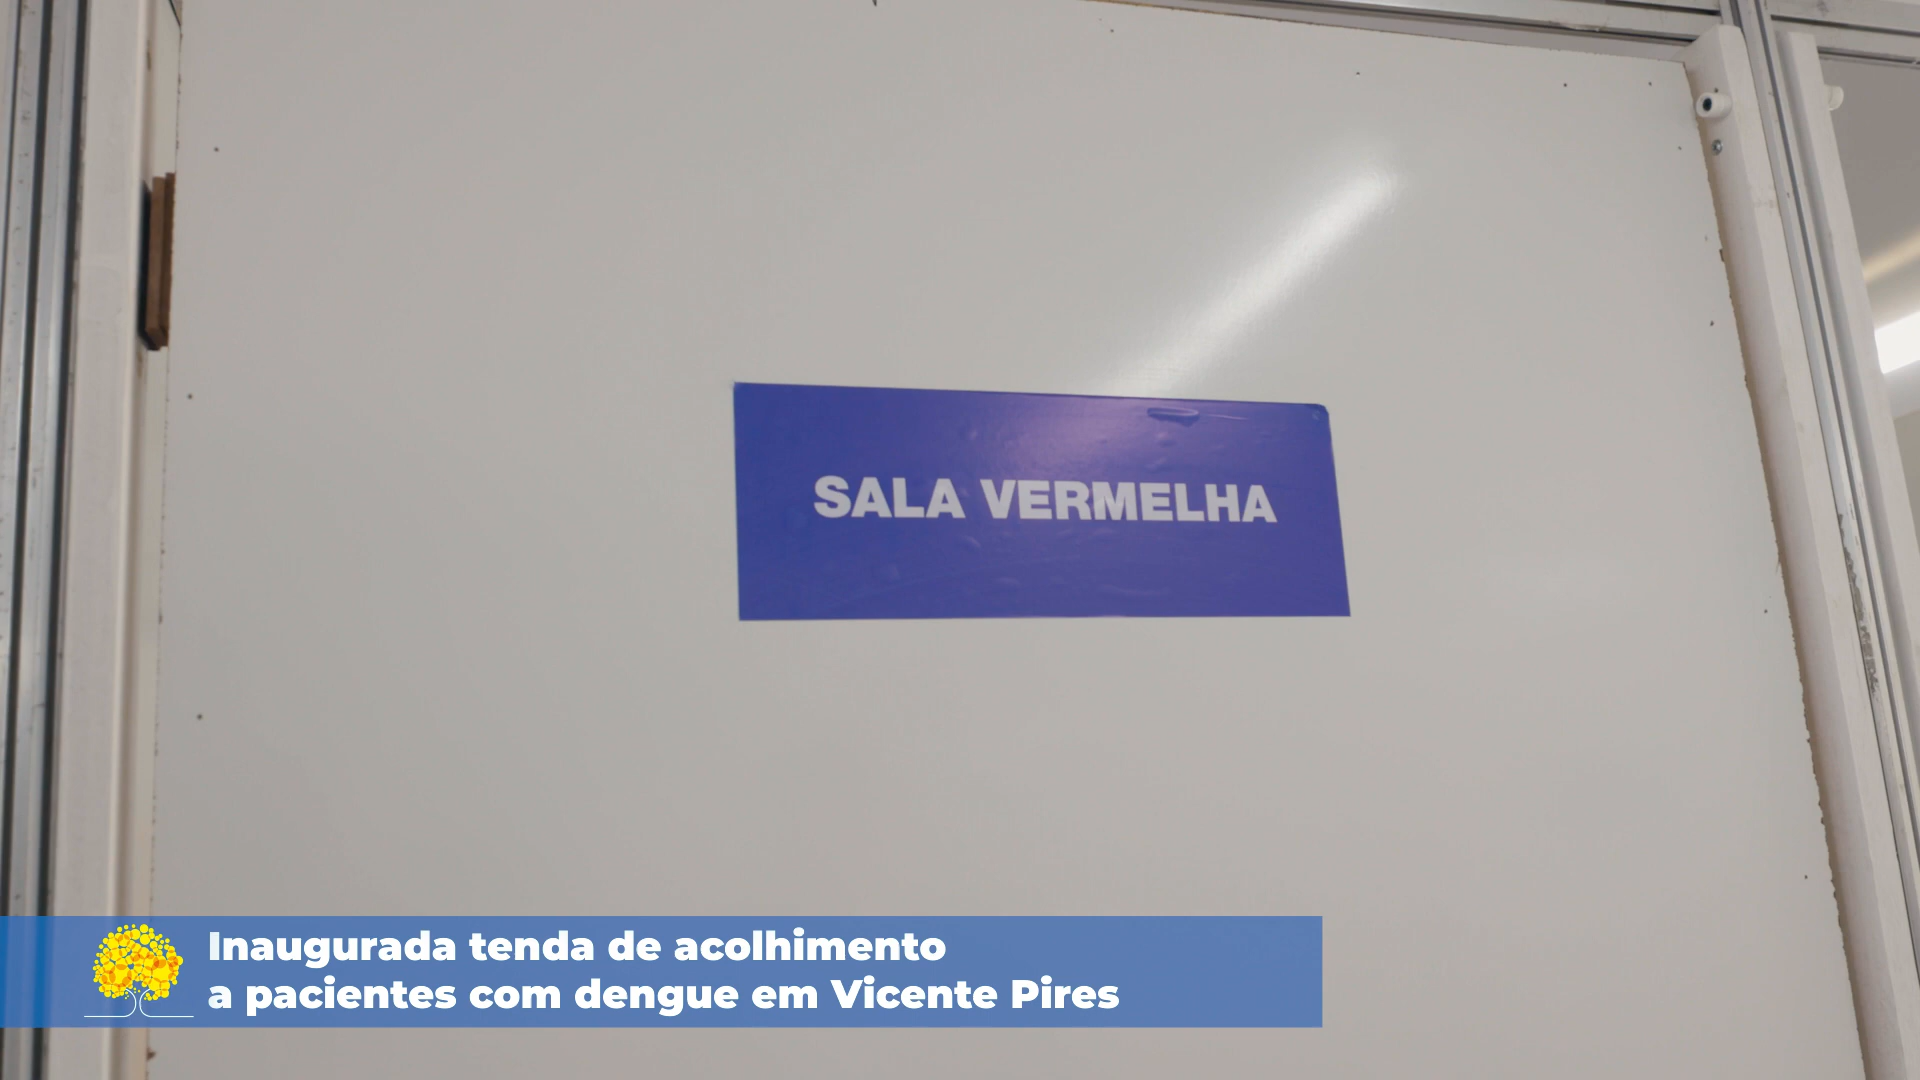 SALA VERMELHA
Inaugurada tenda de acolhimento
a pacientes com dengue em Vicente Pires